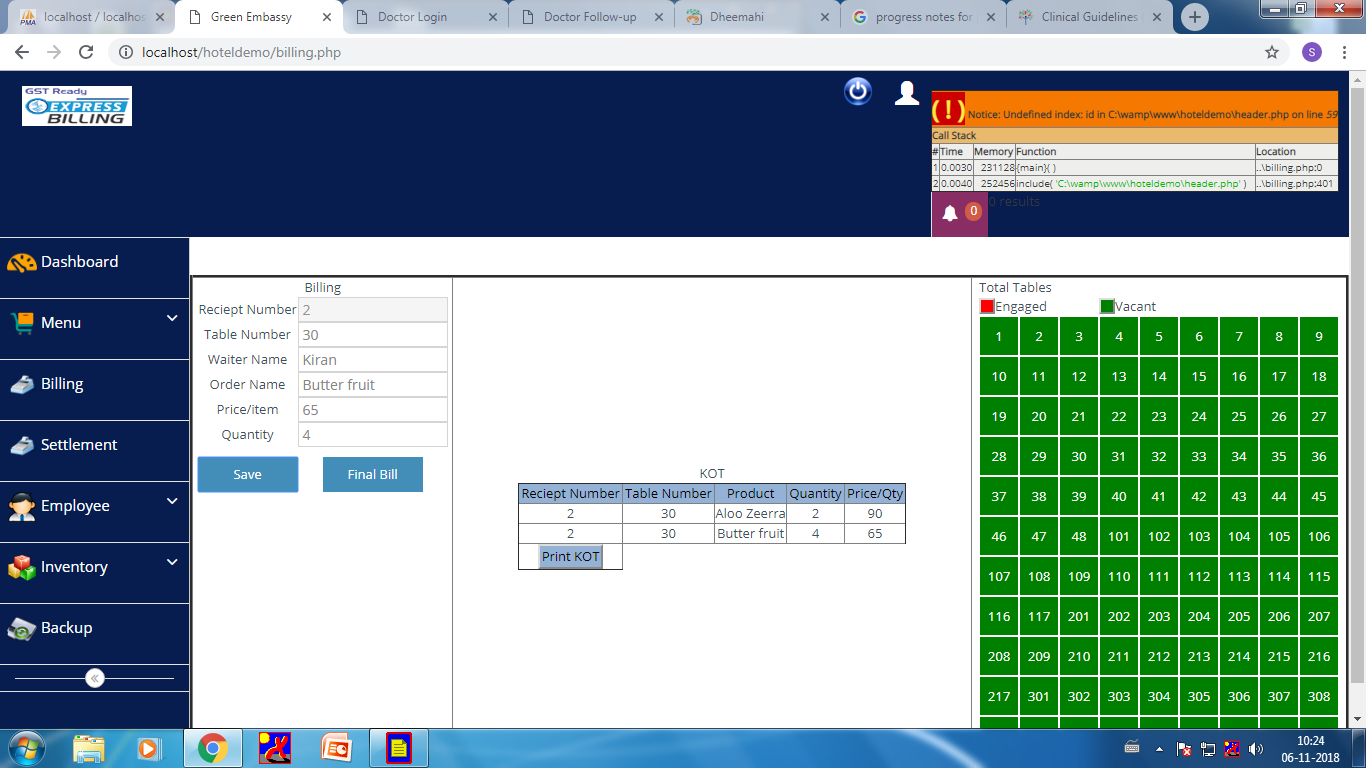 localhost / localhos
Green Embassy
Doctor Login
Doctor Follow-up
Dheemahi
progress notes for
Clinical Guidelines
localhost/hoteldemo/billing.php
S
GST Ready
EXPRESS
BILLING
(!) Notice: Undefined index: id in C:\wamp\www\hoteldemo\header.php on line 59
Call Stack
# Time Memory Function Location
1 0.0030 231128 {main}( ) ..\billing.php:0
2 0.0040 252456 include( 'C:\wamp\www\hoteldemo\header.php' ) ..\billing.php:401
0 0 results
Dashboard
Menu
Billing
Settlement
Employee
Inventory
Backup
Billing
Reciept Number 2
Table Number 30
Waiter Name Kiran
Order Name Butter fruit
Price/item 65
Quantity 4
Save Final Bill
KOT
Reciept Number Table Number Product Quantity Price/Qty
2 30 Aloo Zeerra 2 90
2 30 Butter fruit 4 65
Print KOT
Total Tables
Engaged Vacant
1 2 3 4 5 6 7 8 9
10 11 12 13 14 15 16 17 18
19 20 21 22 23 24 25 26 27
28 29 30 31 32 33 34 35 36
37 38 39 40 41 42 43 44 45
46 47 48 101 102 103 104 105 106
107 108 109 110 111 112 113 114 115
116 117 201 202 203 204 205 206 207
208 209 210 211 212 213 214 215 216
217 301 302 303 304 305 306 307 308
10:24
06-11-2018